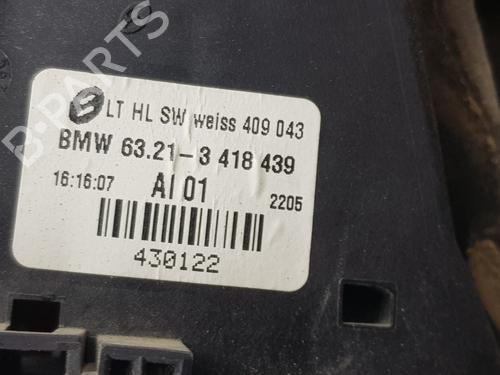 LT HL SW weiss 409 043
BMW 63.21-3 418 439
16:16:07 AI 01 2205
430122
B-PARTS